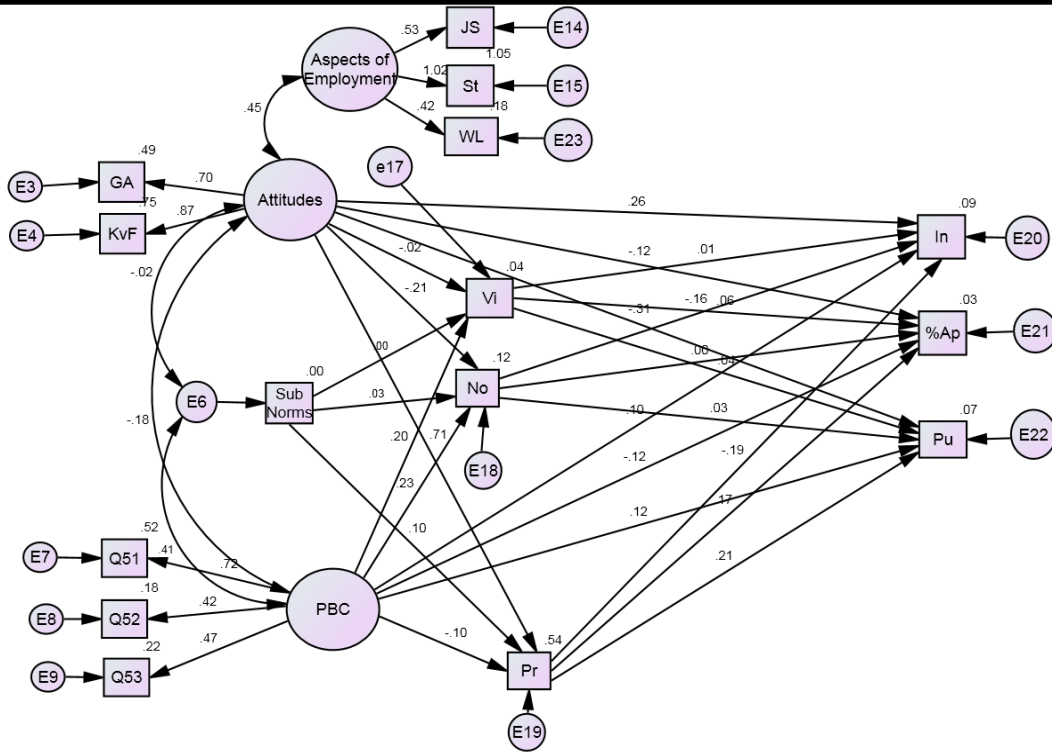 .53
JS
E14
Aspects of
Employment
1.05
1.02
St
E15
.45
.42
.18
WL
E23
e17
.49
E3
GA
.70
Attitudes
.75
.87
E4
KvF
.26
.09
In
E20
-.02
-.02
.04
-.12
.01
-.21
Vi
-.31
-.16
.06
.03
%Ap
E21
.00
.00
.12
.00
.04
E6
Sub
Norms
.03
No
.10
.03
.07
Pu
E22
-.18
.20
.71
-.12
-.19
E18
.23
.10
.12
.17
.52
E7
Q51
.41
.72
.21
.18
E8
Q52
.42
PBC
.22
.47
-.10
.54
E9
Q53
Pr
E19